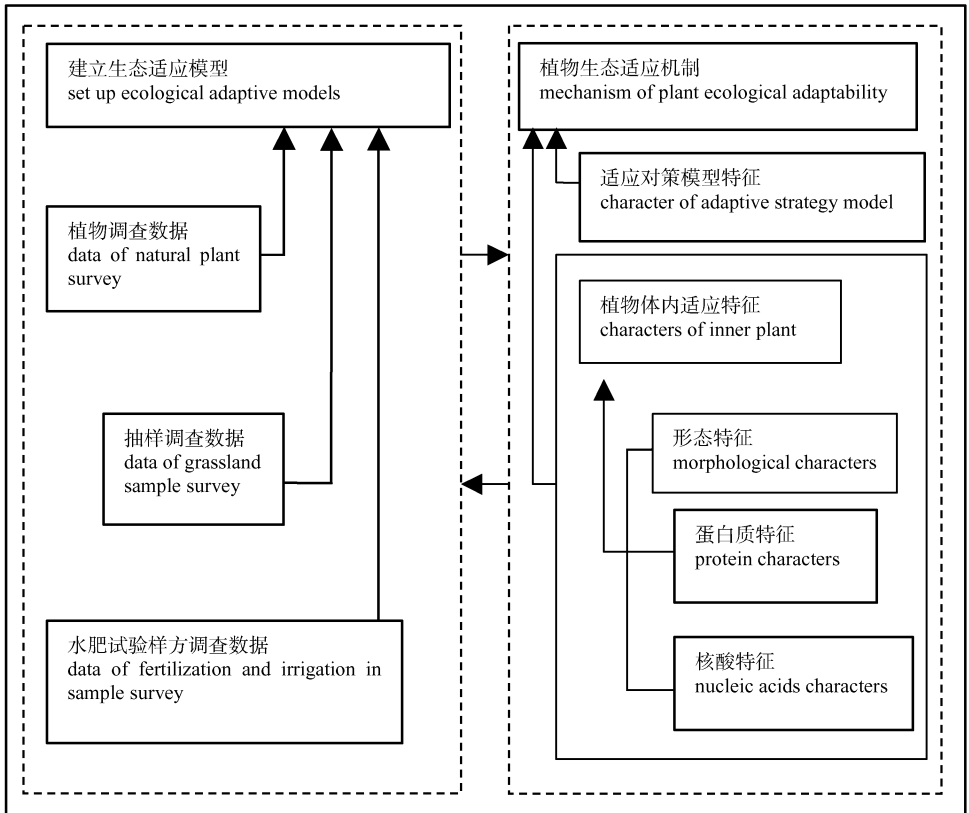 建立生态适应模型
set up ecological adaptive models
植物调查数据
data of natural plant
survey
抽样调查数据
data of grassland
sample survey
水肥试验样方调查数据
data of fertilization and irrigation in
sample survey
植物生态适应机制
mechanism of plant ecological adaptability
适应对策模型特征
character of adaptive strategy model
植物体内适应特征
characters of inner plant
形态特征
morphological characters
蛋白质特征
protein characters
核酸特征
nucleic acids characters